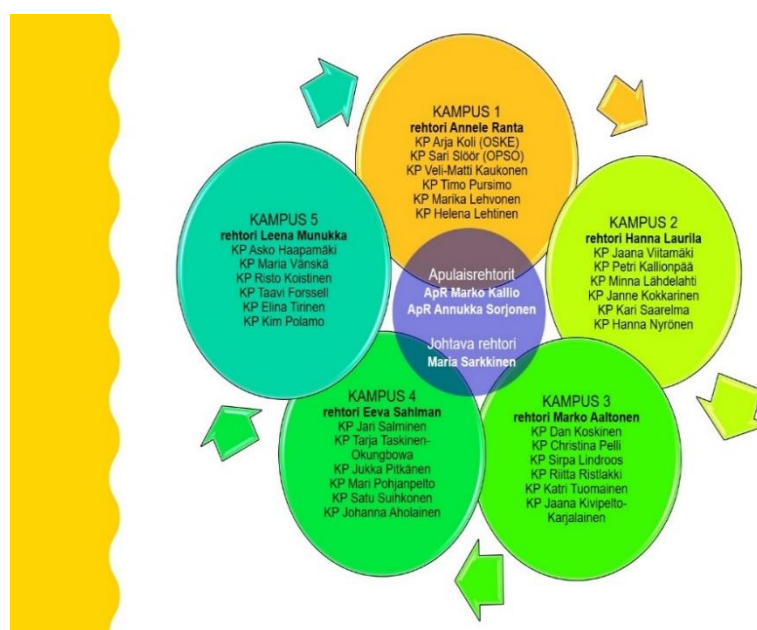 KAMPUS 1
rehtori Annele Ranta
KP Arja Koli (OSKE)
KP Sari Slöör (OPSO)
KP Veli-Matti Kaukonen
KP Timo Pursimo
KP Marika Lehvonen
KP Helena Lehtinen
KAMPUS 2
rehtori Hanna Laurila
KP Jaana Viitamäki
KP Petri Kallionpää
KP Minna Lähdelahti
KP Janne Kokkarinen
KP Kari Saarelma
KP Hanna Nyrönen
KAMPUS 3
rehtori Marko Aaltonen
KP Dan Koskinen
KP Christina Pelli
KP Sirpa Lindroos
KP Riitta Ristlakki
KP Katri Tuomainen
KP Jaana Kivipelto-
Karjalainen
KAMPUS 4
rehtori Eeva Sahlman
KP Jari Salminen
KP Tarja Taskinen-
Okungbowa
KP Jukka Pitkänen
KP Mari Pohjanpelto
KP Satu Suihkonen
KP Johanna Aholainen
KAMPUS 5
rehtori Leena Munukka
KP Asko Haapamäki
KP Maria Vänskä
KP Risto Koistinen
KP Taavi Forssell
KP Elina Tirinen
KP Kim Polamo
Apulaisrehtorit
ApR Marko Kallio
ApR Annukka Sorjonen
Johtava rehtori
Maria Sarkkinen